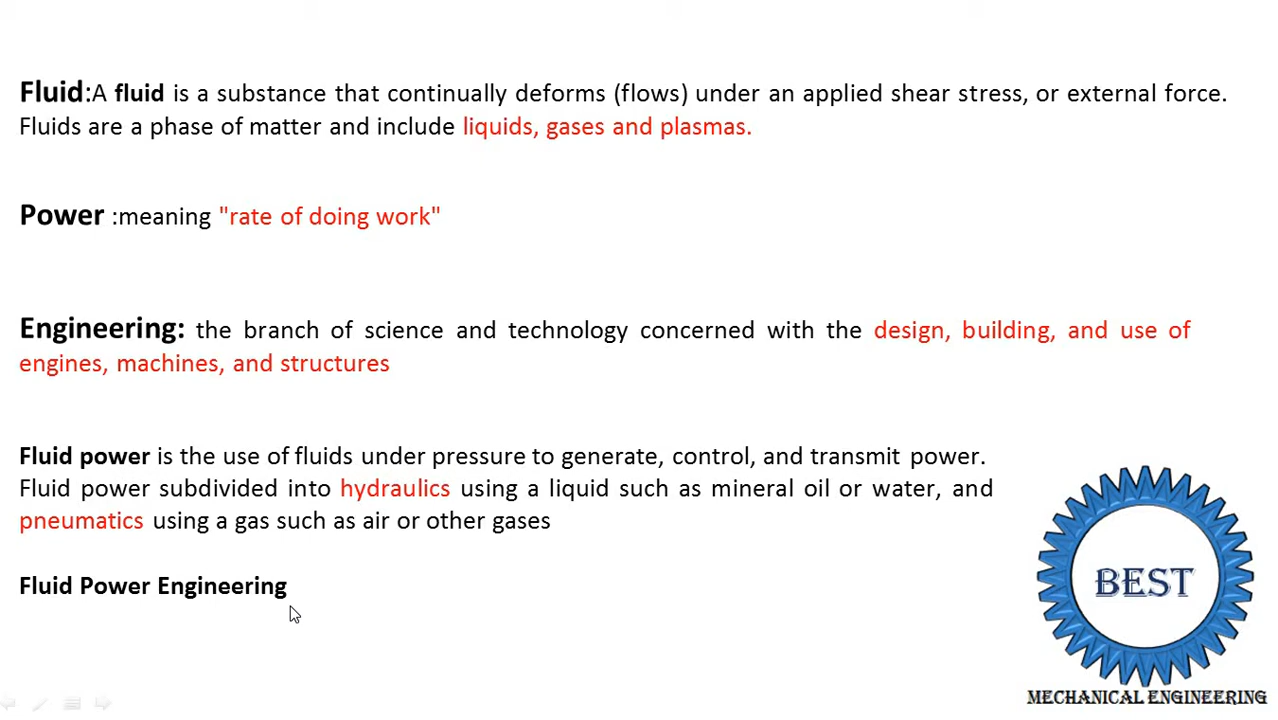 Fluid:A fluid is a substance that continually deforms (flows) under an applied shear stress, or external force.
Fluids are a phase of matter and include liquids, gases and plasmas.
Power :meaning "rate of doing work"
Engineering: the branch of science and technology concerned with the design, building, and use of
engines, machines, and structures
Fluid power is the use of fluids under pressure to generate, control, and transmit power.
Fluid power subdivided into hydraulics using a liquid such as mineral oil or water, and
pneumatics using a gas such as air or other gases
Fluid Power Engineering
BEST
MECHANICAL ENGINEERING